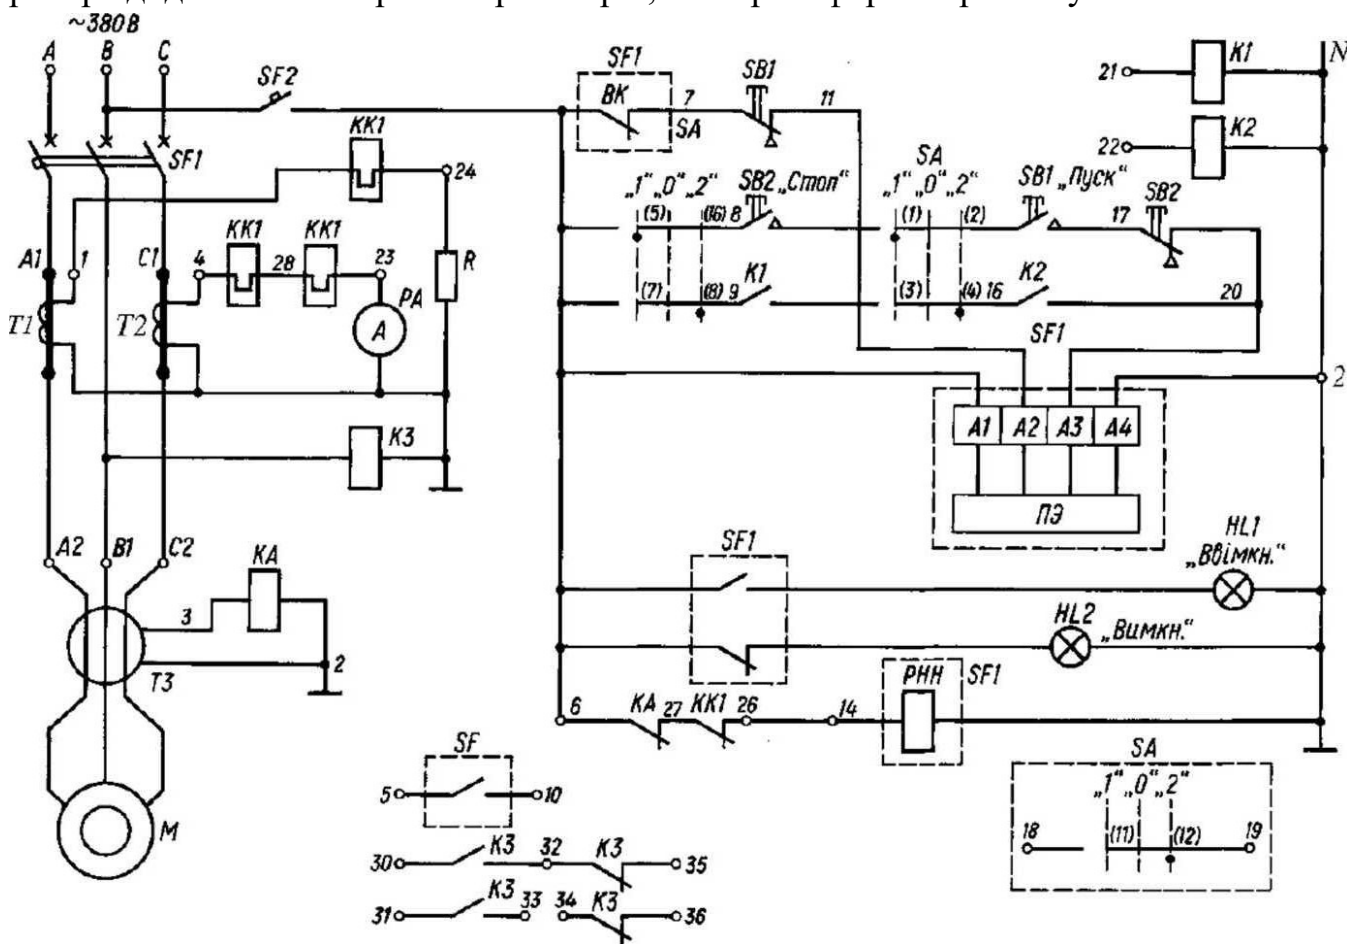 ~380В
A B C
SF2
SF1
KK1
24
SF1
BK
7
SA
SB1
11
21
K1
N
22
K2
„1“ „0“ „2“
(5) (16) 8
SB2 „Стоп“
SA
„1“ „0“ „2“
(1) (2)
SB1 „Пуск“
17
SB2
A1 1 C1 4
KK1 28 KK1 23
R
PA
A
T1 T2
(7) (8) 9
K1
(3) (4) 16
K2
20
SF1
2
A1 A2 A3 A4
ПЭ
K3
A2 B1 C2
KA
3
2
T3
M
SF1
HL1
„Ввімкн.“
HL2
„Вимкн.“
6
KA 27 KK1 26
14
PHH
SF1
SF
5 10
30 K3 32 K3 35
31 K3 33 34 K3 36
SA
„1“ „0“ „2“
18 (11) (12) 19